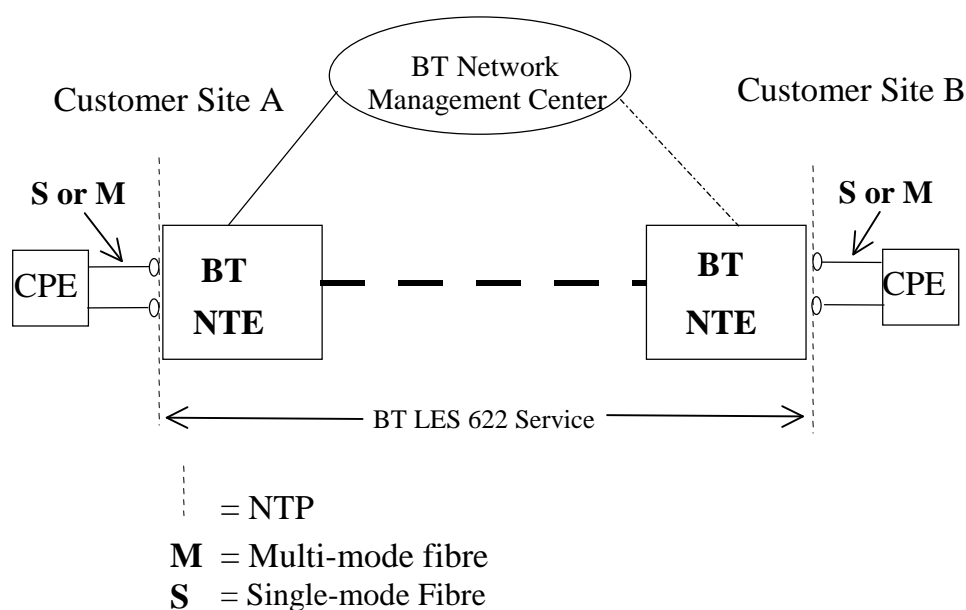 BT Network
Management Center
Customer Site A
Customer Site B
S or M
S or M
CPE
BT
NTE
BT
NTE
CPE
BT LES 622 Service
= NTP
M = Multi-mode fibre
S = Single-mode Fibre